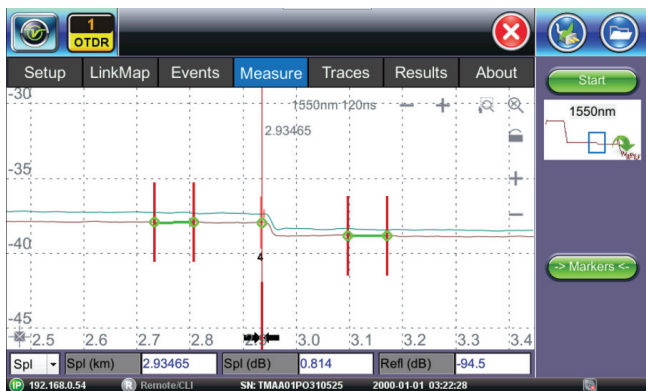 1
OTDR
Setup LinkMap Events Measure Traces Results About
Start
-30
1550nm 120ns
2.93465
1550nm
-35
-40
4
-> Markers <-
-45
2.5 2.6 2.7 2.8 3.0 3.1 3.2 3.3 3.4
Spl Spl (km) 2.93465 Spl (dB) 0.814 Refl (dB) -94.5
IP 192.168.0.54 R Remote/CLI SN: TMAA01PO310525 2000-01-01 03:22:28